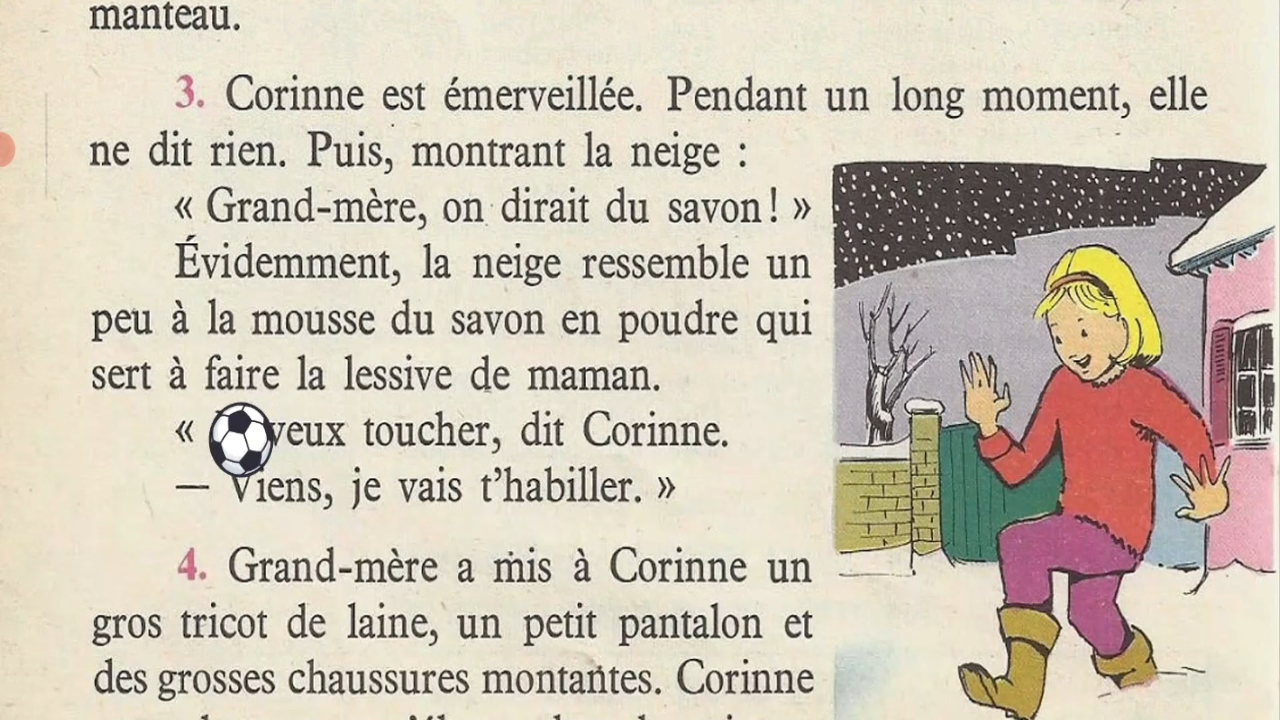 manteau.
3. Corinne est émerveillée. Pendant un long moment, elle
ne dit rien. Puis, montrant la neige :
« Grand-mère, on dirait du savon ! »
Évidemment, la neige ressemble un
peu à la mousse du savon en poudre qui
sert à faire la lessive de maman.
« veux toucher, dit Corinne.
— Viens, je vais t'habiller. »
4. Grand-mère a mis à Corinne un
gros tricot de laine, un petit pantalon et
des grosses chaussures montantes. Corinne